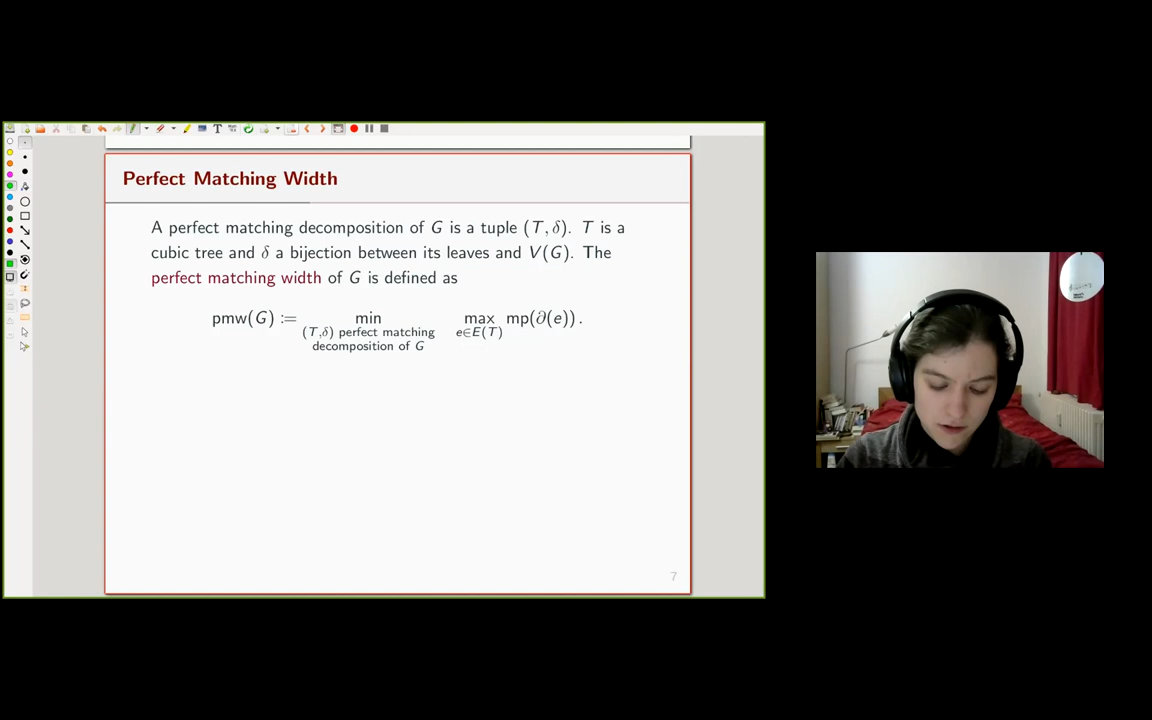 Perfect Matching Width
A perfect matching decomposition of G is a tuple (T, δ). T is a
cubic tree and δ a bijection between its leaves and V(G). The
perfect matching width of G is defined as
pmw(G) := min max mp(∂(e)).
(T,δ) perfect matching e∈E(T)
decomposition of G
7